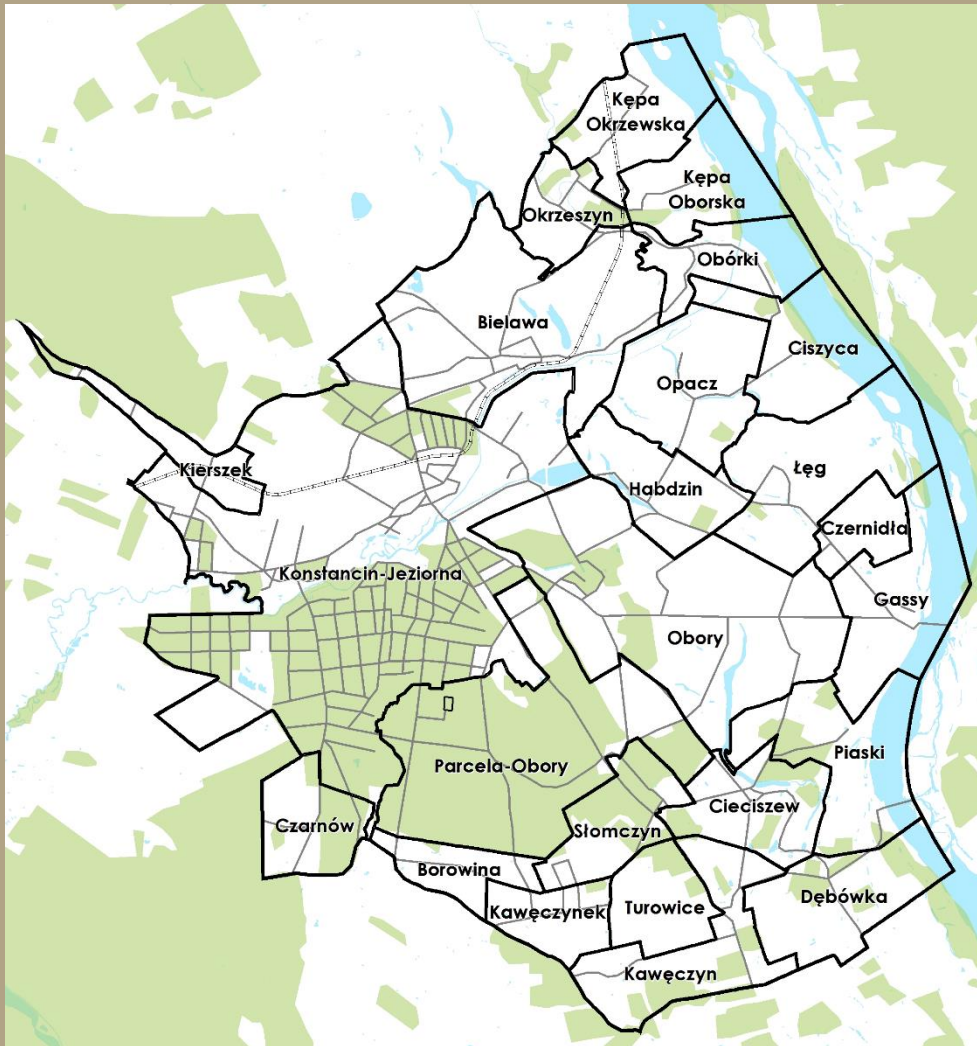 Kępa
Okrzewska
Kępa
Oborska
Okrzeszyn
Obórki
Bielawa
Ciszyca
Opacz
Kierszek
Łęg
Habdzin
Czernidła
Konstancin-Jeziorna
Gassy
Obory
Piaski
Parcela-Obory
Cieciszew
Czarnów
Słomczyn
Borowina
Dębówka
Kawęczynek
Turowice
Kawęczyn